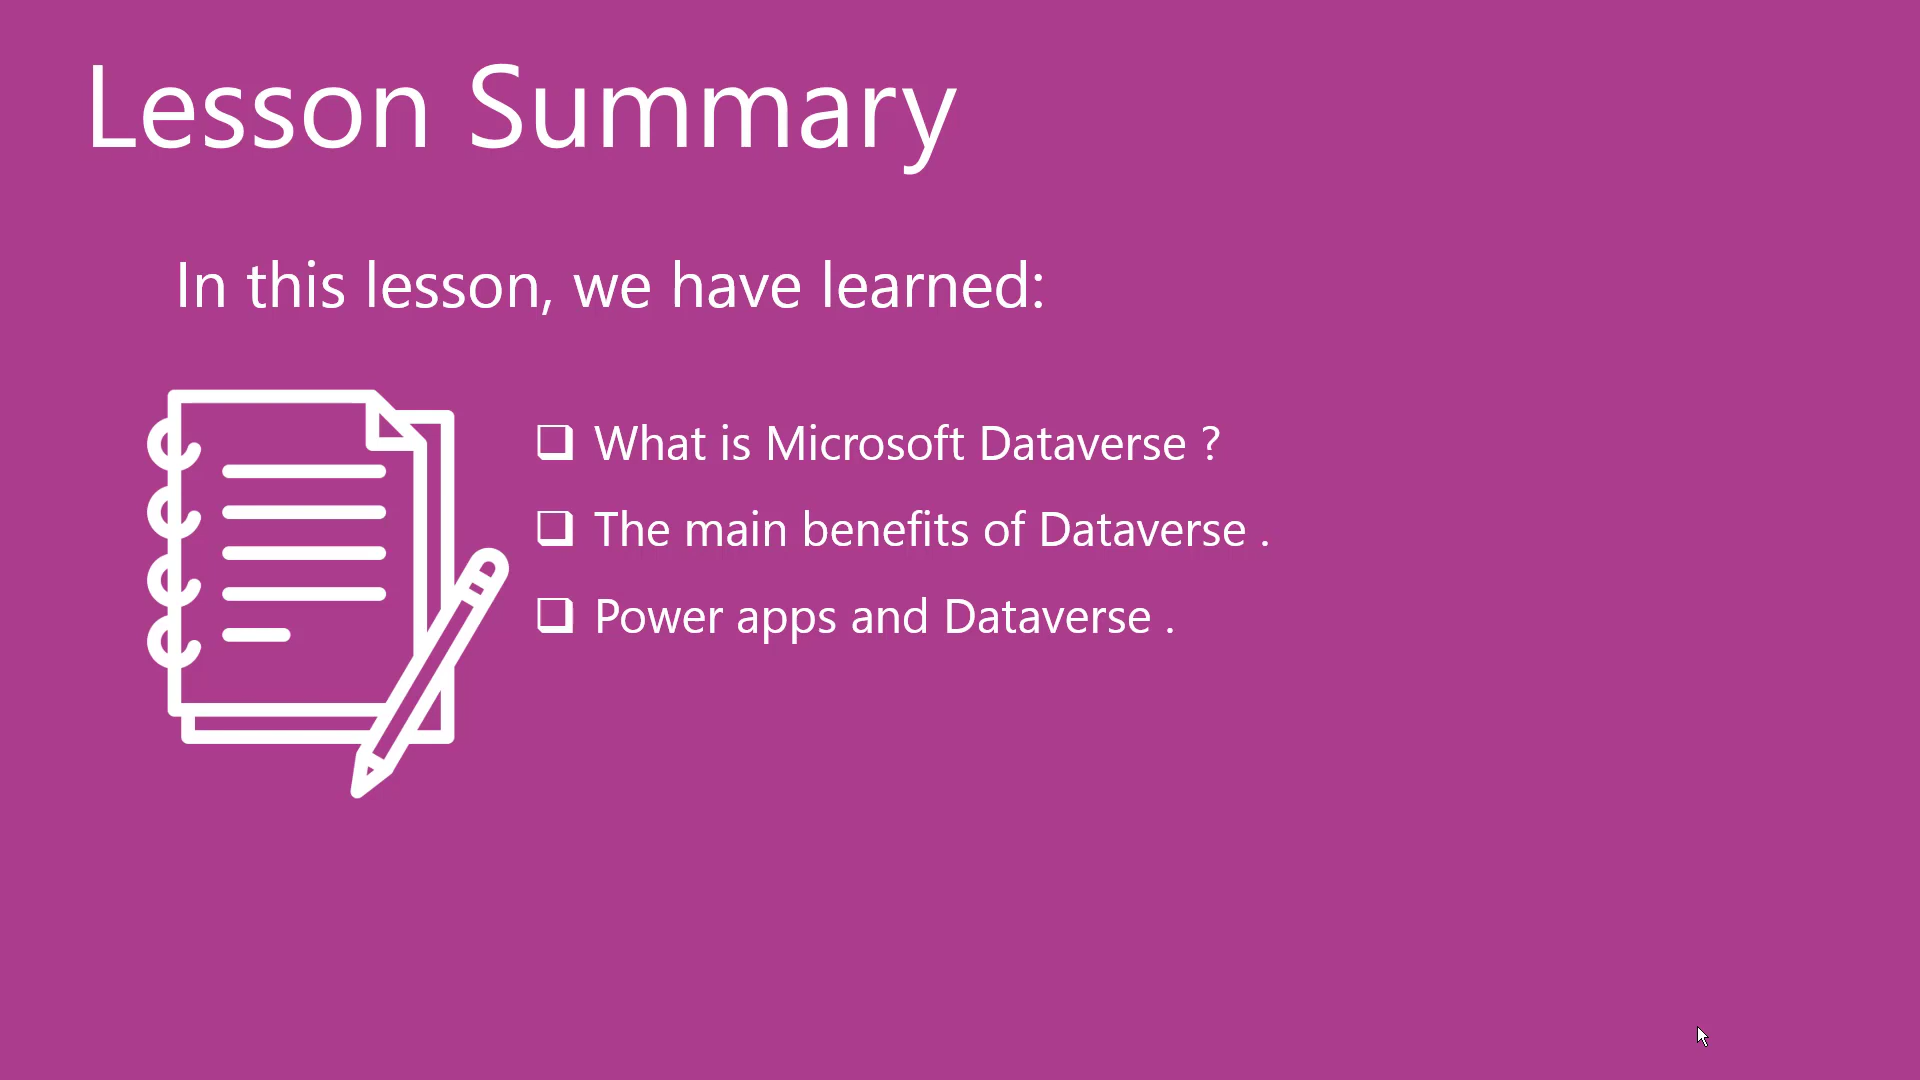 Lesson Summary
In this lesson, we have learned:
❑ What is Microsoft Dataverse ?
❑ The main benefits of Dataverse .
❑ Power apps and Dataverse .